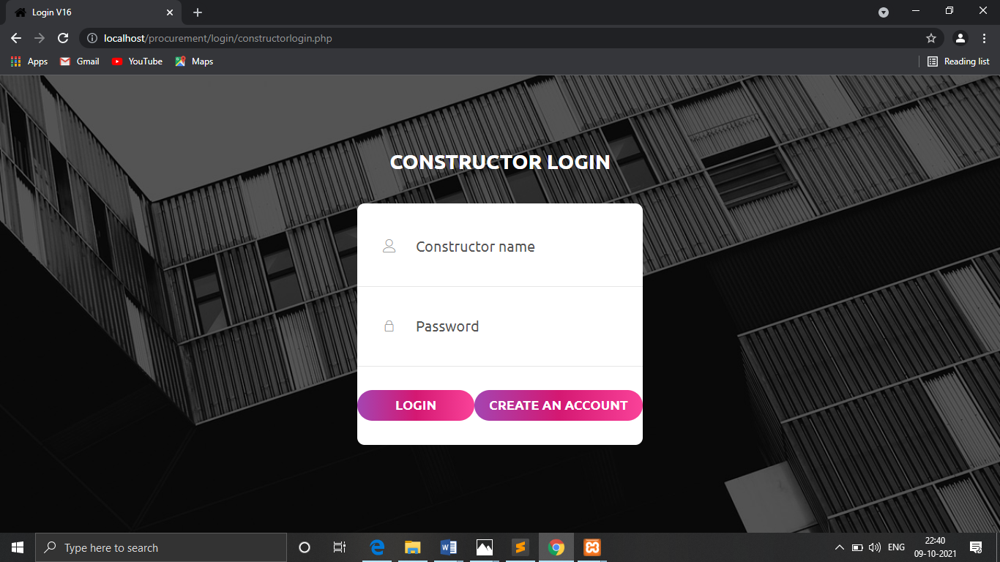 Login V16
localhost/procurement/login/constructorlogin.php
Apps Gmail YouTube Maps Reading list
CONSTRUCTOR LOGIN
Constructor name
Password
LOGIN CREATE AN ACCOUNT
Type here to search
ENG
22:40
09-10-2021